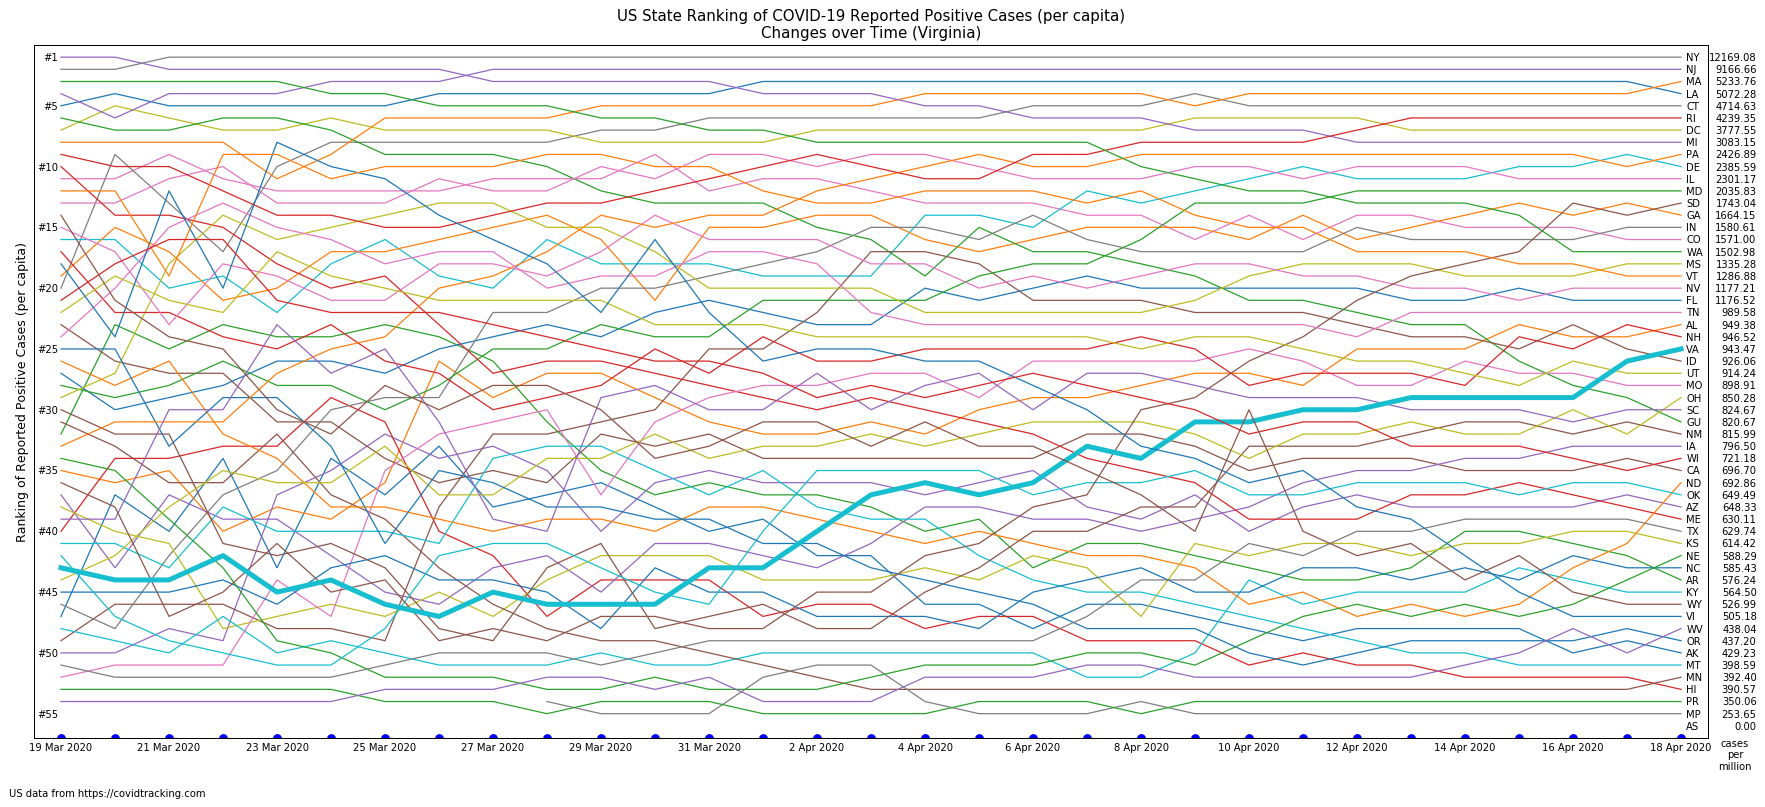 US State Ranking of COVID-19 Reported Positive Cases (per capita)
Changes over Time (Virginia)
Ranking of Reported Positive Cases (per capita)
#1
#5
#10
#15
#20
#25
#30
#35
#40
#45
#50
#55
NY 12169.08
NJ 9166.66
MA 5233.76
LA 5072.28
CT 4714.63
RI 4239.35
DC 3777.55
MI 3083.15
PA 2426.89
DE 2385.59
IL 2301.17
MD 2035.83
SD 1743.04
GA 1664.15
IN 1580.61
CO 1571.00
WA 1502.98
MS 1335.28
VT 1286.88
NV 1177.21
FL 1176.52
TN 989.58
AL 949.38
NH 946.52
VA 943.47
ID 926.06
UT 914.24
MO 898.91
OH 850.28
SC 824.67
GU 820.67
NM 815.99
IA 796.50
WI 721.18
CA 696.70
ND 692.86
OK 649.49
AZ 648.33
ME 630.11
TX 629.74
KS 614.42
NE 588.29
NC 585.43
AR 576.24
KY 564.50
WY 526.99
VI 505.18
WV 438.04
OR 437.20
AK 429.23
MT 398.59
MN 392.40
HI 390.57
PR 350.06
MP 253.65
AS 0.00
19 Mar 2020 21 Mar 2020 23 Mar 2020 25 Mar 2020 27 Mar 2020 29 Mar 2020 31 Mar 2020 2 Apr 2020 4 Apr 2020 6 Apr 2020 8 Apr 2020 10 Apr 2020 12 Apr 2020 14 Apr 2020 16 Apr 2020 18 Apr 2020
cases
per
million
US data from https://covidtracking.com